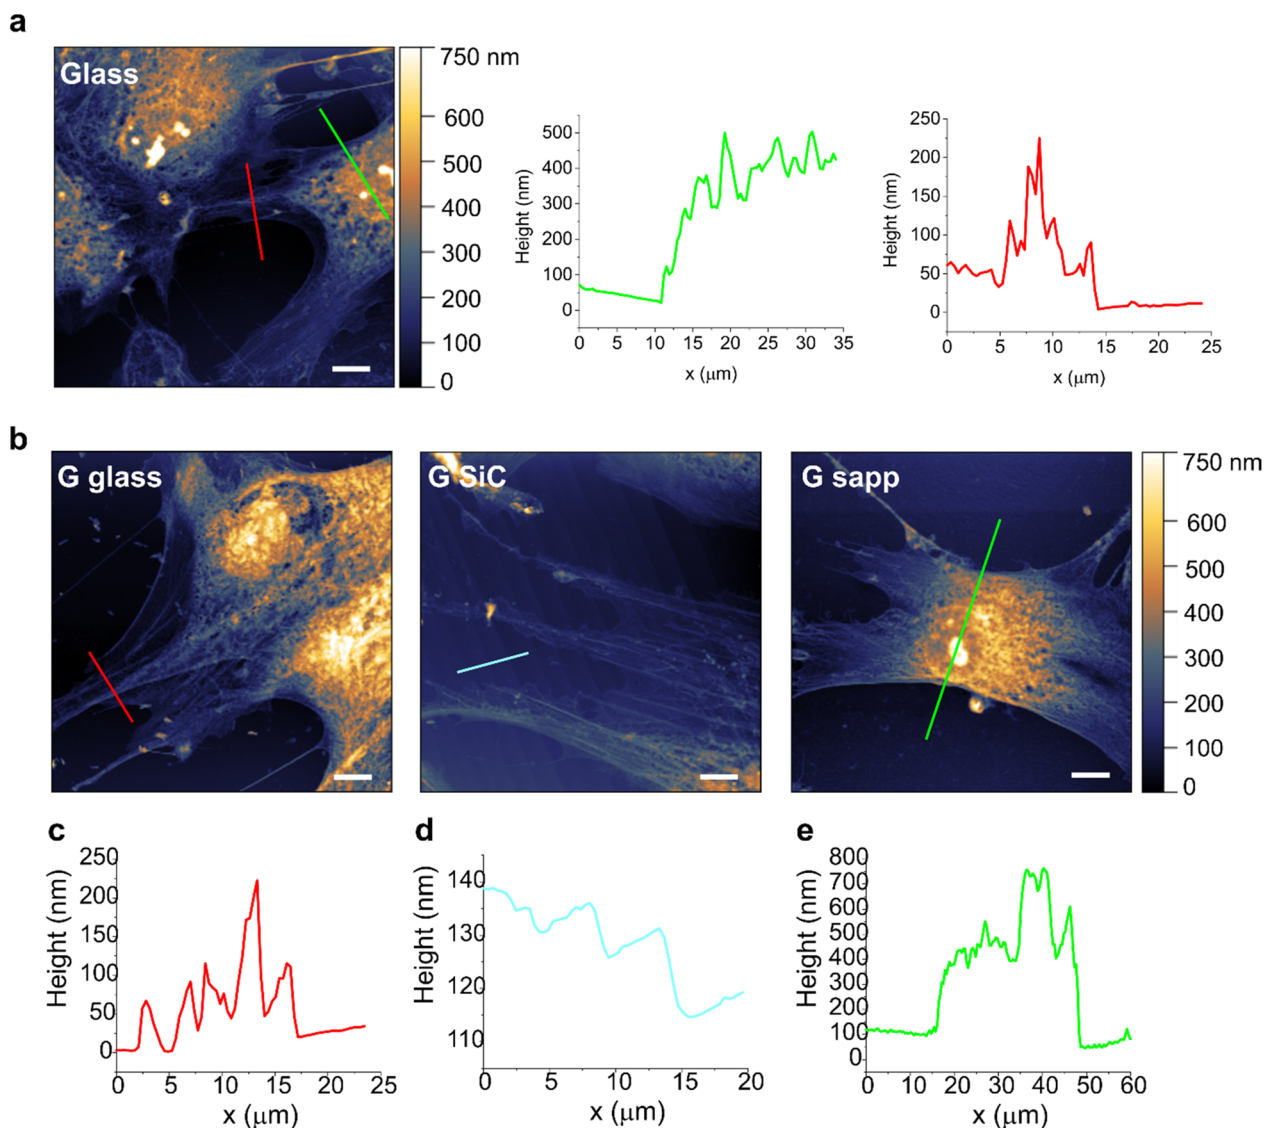 a
Glass
750 nm
600
500
400
300
200
100
0
Height (nm)
500
400
300
200
100
0
0 5 10 15 20 25 30 35
x (μm)
Height (nm)
250
200
150
100
50
0
0 5 10 15 20 25
x (μm)
b
G glass
G SiC
G sapp
750 nm
600
500
400
300
200
100
0
c
Height (nm)
250
200
150
100
50
0
0 5 10 15 20 25
x (μm)
d
Height (nm)
140
130
120
110
0 5 10 15 20
x (μm)
e
Height (nm)
800
700
600
500
400
300
200
100
0
0 10 20 30 40 50 60
x (μm)